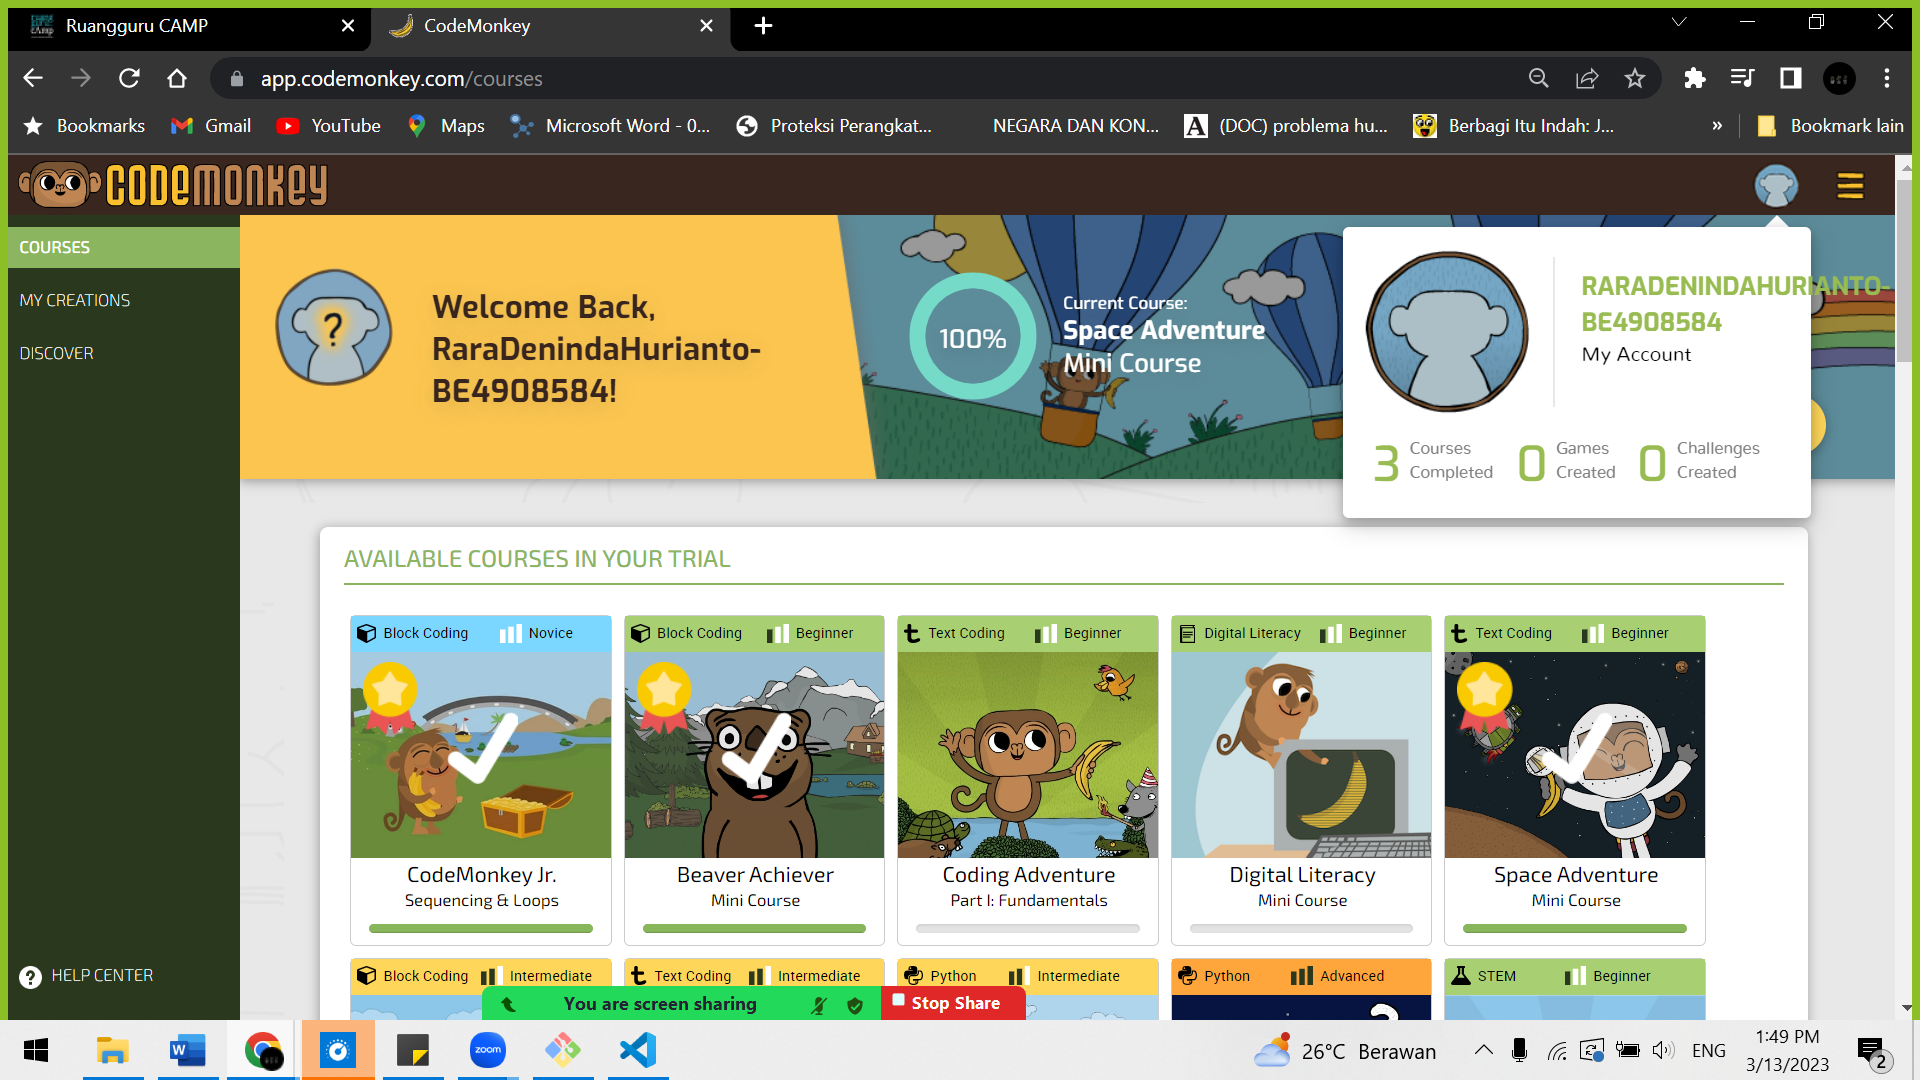 Ruangguru CAMP
CodeMonkey
app.codemonkey.com/courses
Bookmarks
Gmail
YouTube
Maps
Microsoft Word - 0...
Proteksi Perangkat...
NEGARA DAN KON...
(DOC) problema hu...
Berbagi Itu Indah: J...
»
Bookmark lain
CODEMONKEY
COURSES
MY CREATIONS
DISCOVER
HELP CENTER
?
Welcome Back,
RaraDenindaHurianto-
BE4908584!
100%
Current Course:
Space Adventure
Mini Course
RARADENINDAHURIANTO-
BE4908584
My Account
3 Courses Completed
0 Games Created
0 Challenges Created
AVAILABLE COURSES IN YOUR TRIAL
Block Coding Novice
CodeMonkey Jr.
Sequencing & Loops
Block Coding Beginner
Beaver Achiever
Mini Course
Text Coding Beginner
Coding Adventure
Part I: Fundamentals
Digital Literacy Beginner
Digital Literacy
Mini Course
Text Coding Beginner
Space Adventure
Mini Course
Block Coding Intermediate
Text Coding Intermediate
Python Intermediate
Python Advanced
STEM Beginner
You are screen sharing
Stop Share
W
zoom
26°C Berawan
ENG
1:49 PM
3/13/2023
2